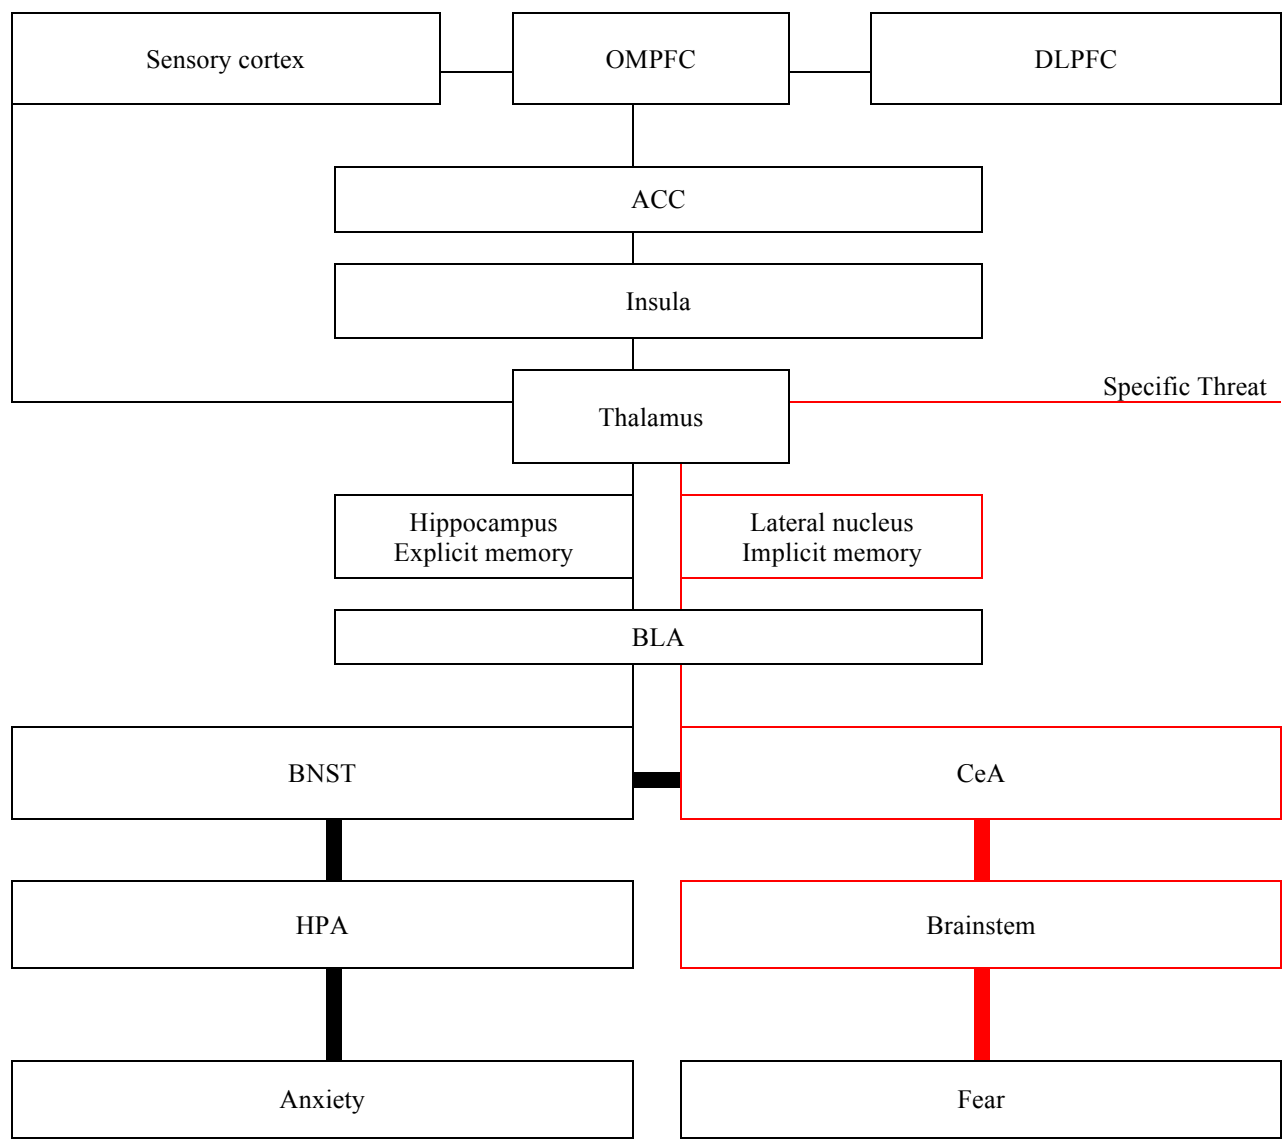 Sensory cortex
OMPFC
DLPFC
ACC
Insula
Specific Threat
Thalamus
Hippocampus
Explicit memory
Lateral nucleus
Implicit memory
BLA
BNST
CeA
HPA
Brainstem
Anxiety
Fear